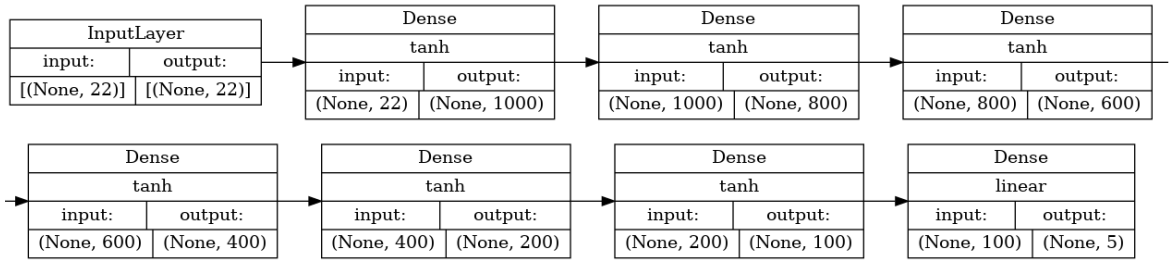 InputLayer
input: output:
[(None, 22)] [(None, 22)]
Dense
tanh
input: output:
(None, 22) (None, 1000)
Dense
tanh
input: output:
(None, 1000) (None, 800)
Dense
tanh
input: output:
(None, 800) (None, 600)
Dense
tanh
input: output:
(None, 600) (None, 400)
Dense
tanh
input: output:
(None, 400) (None, 200)
Dense
tanh
input: output:
(None, 200) (None, 100)
Dense
linear
input: output:
(None, 100) (None, 5)